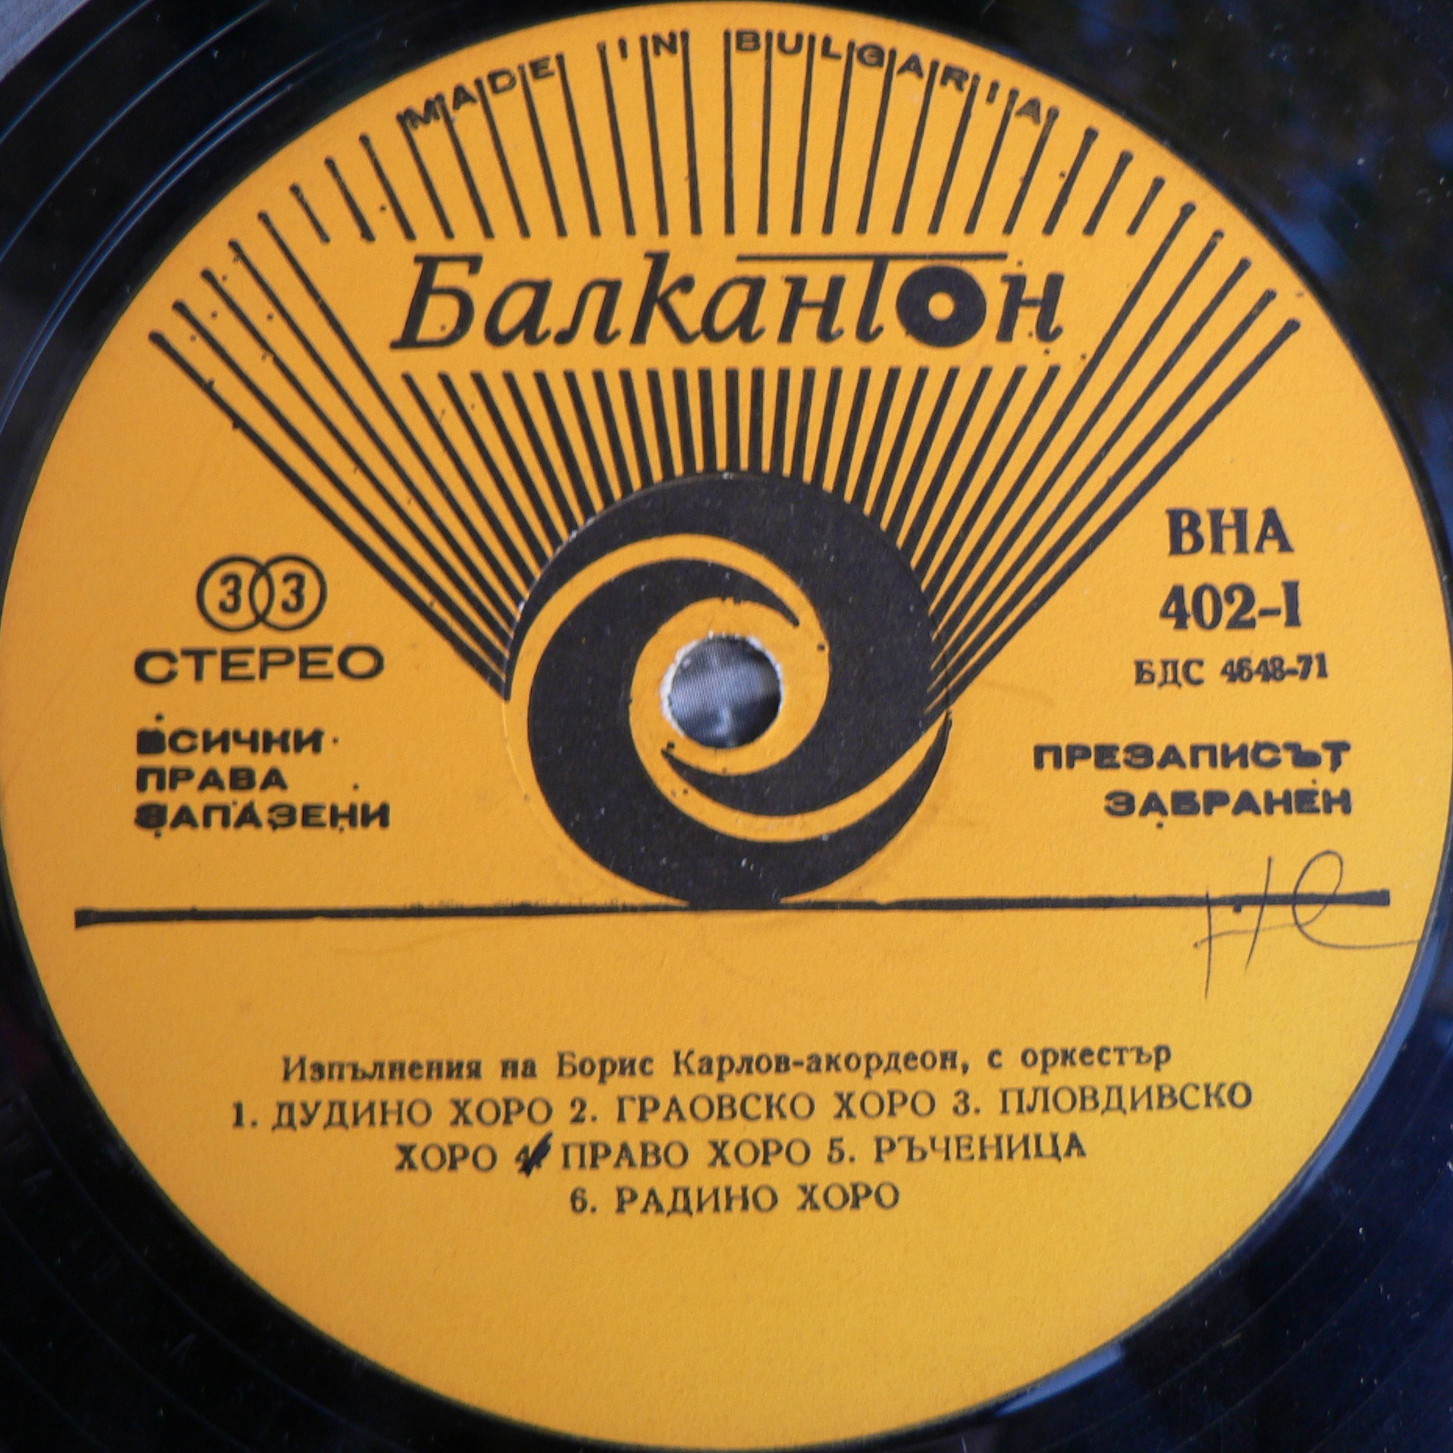 MADE IN BULGARIA
Балкантон
33
СТЕРЕО
ВСИЧКИ
ПРАВА
ЗАПАЗЕНИ
ВНА
402-I
БДС 4648-71
ПРЕЗАПИСЪТ
ЗАБРАНЕН
Изпълнения на Борис Карлов-акордеон, с оркестър
1. ДУДИНО ХОРО 2. ГРАОВСКО ХОРО 3. ПЛОВДИВСКО
ХОРО 4. ПРАВО ХОРО 5. РЪЧЕНИЦА
6. РАДИНО ХОРО